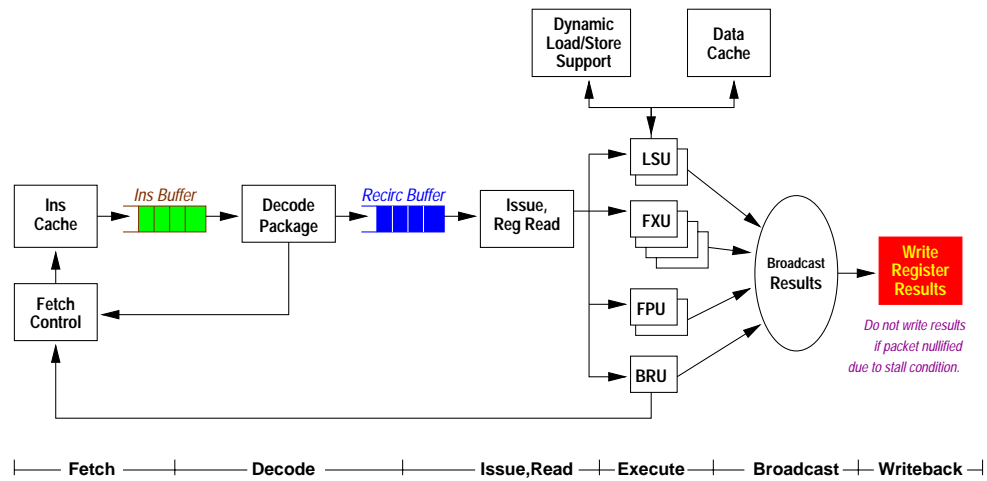 Dynamic
Load/Store
Support
Data
Cache
LSU
Ins Buffer
Recirc Buffer
Ins
Cache
Decode
Package
Issue,
Reg Read
FXU
Broadcast
Results
Write
Register
Results
Fetch
Control
FPU
Do not write results
if packet nullified
due to stall condition.
BRU
Fetch
Decode
Issue,Read
Execute
Broadcast
Writeback